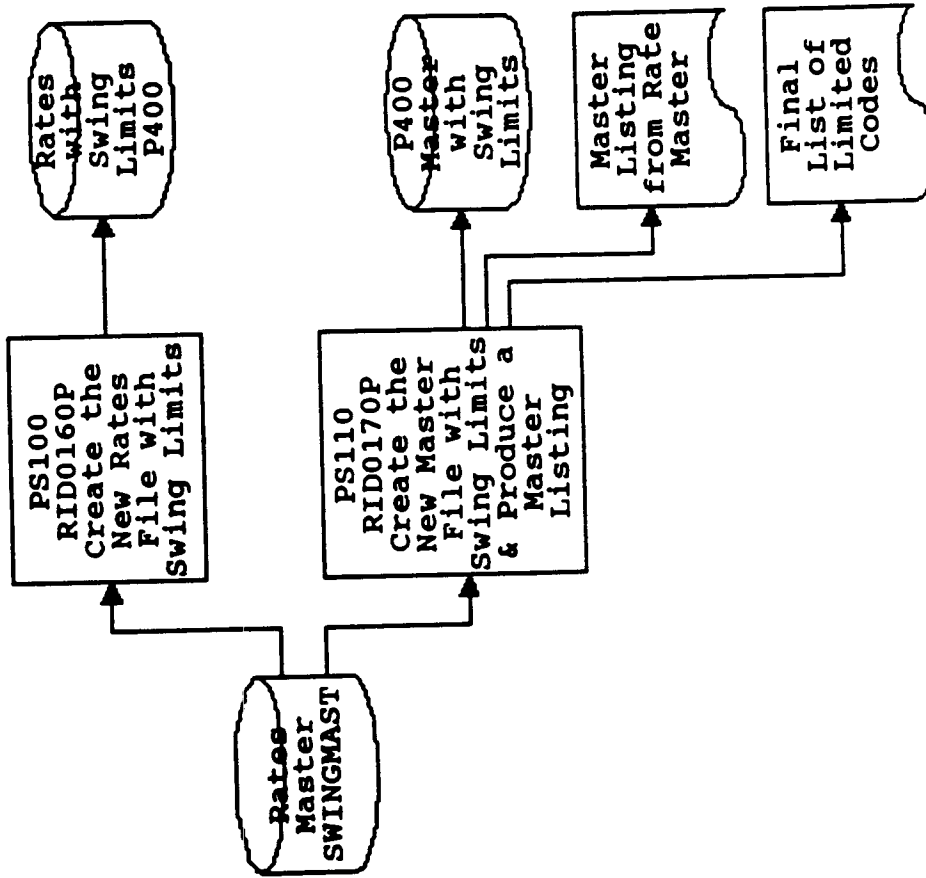 Rates
Master
SWINGMAST
PS100
RID0160P
Create the
New Rates
File with
Swing Limits
Rates
with
Swing
Limits
P400
PS110
RID0170P
Create the
New Master
File with
Swing Limits
& Produce a
Master
Listing
P400
Master
with
Swing
Limits
Master
Listing
from Rate
Master
Final
List of
Limited
Codes